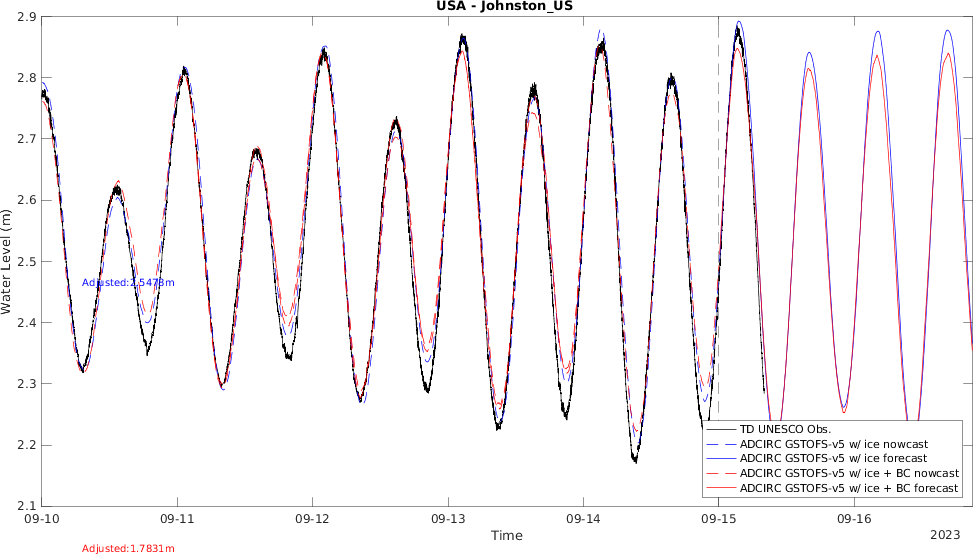 USA - Johnston_US
2.9
2.8
2.7
2.6
2.5
2.4
2.3
2.2
2.1
Water Level (m)
Adjusted:2.5473m
TD UNESCO Obs.
ADCIRC GSTOFS-v5 w/ ice nowcast
ADCIRC GSTOFS-v5 w/ ice forecast
ADCIRC GSTOFS-v5 w/ ice + BC nowcast
ADCIRC GSTOFS-v5 w/ ice + BC forecast
09-10 09-11 09-12 09-13 09-14 09-15 09-16
Time
2023
Adjusted:1.7831m